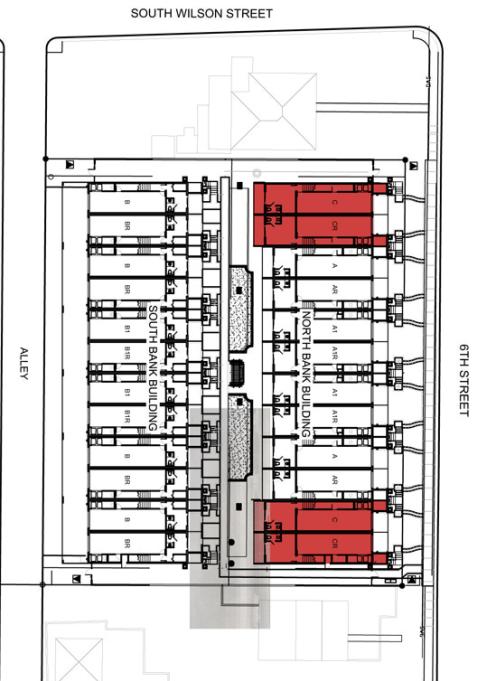 SOUTH WILSON STREET
B
C
BR
CR
B
A
BR
AR
B1
A1
B1R
A1R
SOUTH BANK BUILDING
NORTH BANK BUILDING
ALLEY
6TH STREET
B1
A1
B1R
A1R
B
A
BR
AR
B
C
BR
CR